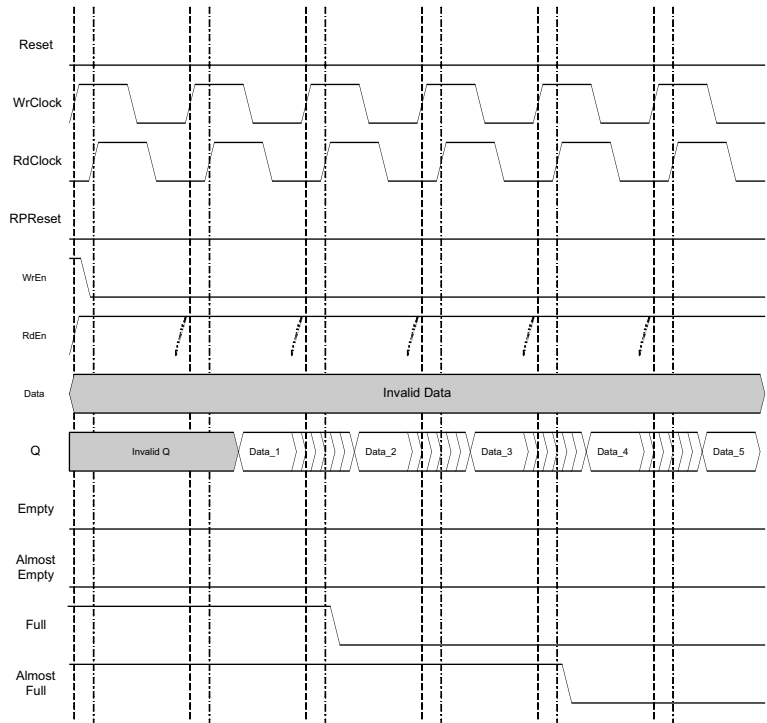 Reset
WrClock
RdClock
RPReset
WrEn
RdEn
Data
Invalid Data
Q
Invalid Q
Data_1
Data_2
Data_3
Data_4
Data_5
Empty
Almost
Empty
Full
Almost
Full